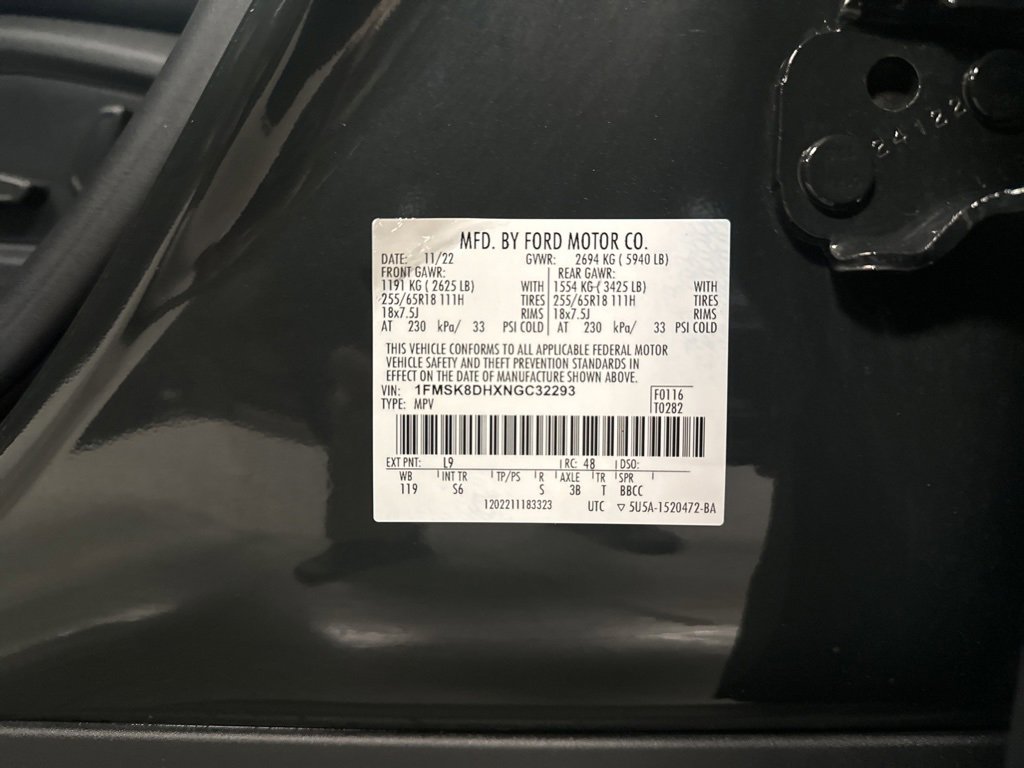 24122
MFD. BY FORD MOTOR CO.
DATE: 11/22 GVWR: 2694 KG ( 5940 LB)
FRONT GAWR: REAR GAWR:
1191 KG ( 2625 LB) WITH 1554 KG ( 3425 LB) WITH
255/65R18 111H TIRES 255/65R18 111H TIRES
18x7.5J RIMS 18x7.5J RIMS
AT 230 kPa/ 33 PSI COLD AT 230 kPa/ 33 PSI COLD
THIS VEHICLE CONFORMS TO ALL APPLICABLE FEDERAL MOTOR
VEHICLE SAFETY AND THEFT PREVENTION STANDARDS IN
EFFECT ON THE DATE OF MANUFACTURE SHOWN ABOVE.
VIN: 1FMSK8DHXNGC32293 F0116
TYPE: MPV T0282
EXT PNT: L9 RC: 48 DSO:
WB INT TR TP/PS R AXLE TR SPR
119 S6 S 3B T BBCC
1202211183323 UTC ▽ 5U5A-1520472-BA